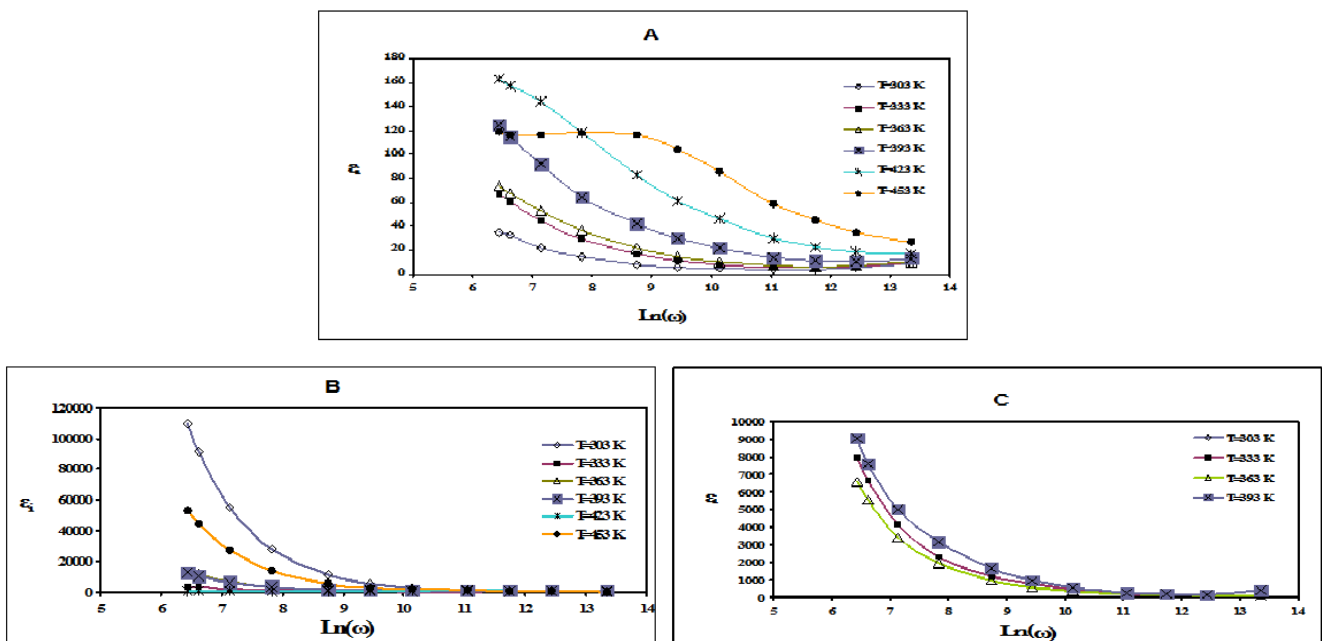 A
180
160
140
120
100
80
60
40
20
0
5 6 7 8 9 10 11 12 13 14
Ln(ω)
T=303 K
T=333 K
T=363 K
T=393 K
T=423 K
T=453 K
B
120000
100000
80000
60000
40000
20000
0
5 6 7 8 9 10 11 12 13 14
Ln(ω)
T=303 K
T=333 K
T=363 K
T=393 K
T=423 K
T=453 K
C
10000
9000
8000
7000
6000
5000
4000
3000
2000
1000
0
5 6 7 8 9 10 11 12 13 14
Ln(ω)
T=303 K
T=333 K
T=363 K
T=393 K